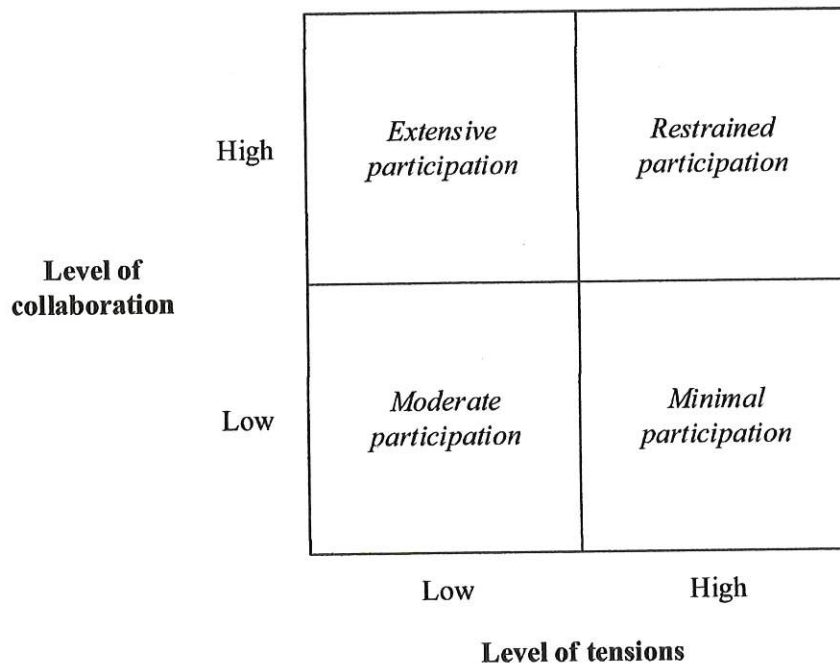 Extensive
participation
Restrained
participation
High
Level of
collaboration
Moderate
participation
Minimal
participation
Low
Low
High
Level of tensions